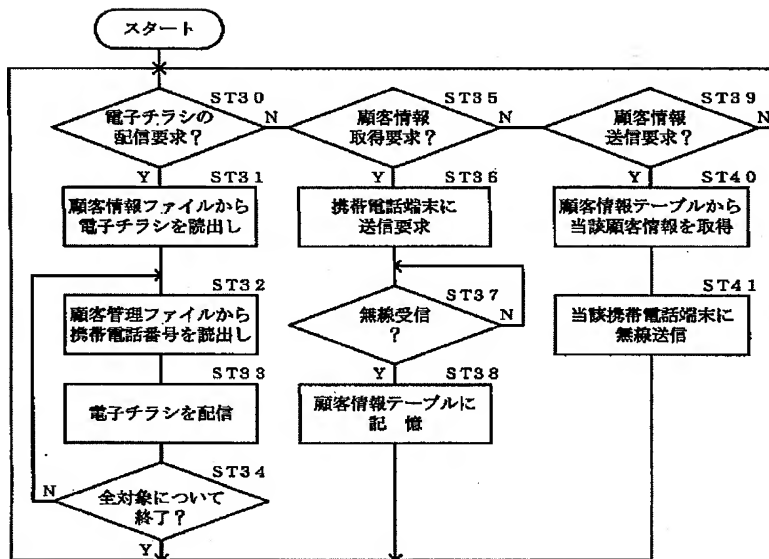 スタート
ST30
電子チラシの
配信要求?
N
Y
ST31
顧客情報ファイルから
電子チラシを読出し
ST32
顧客管理ファイルから
携帯電話番号を読出し
ST33
電子チラシを配信
ST34
全対象について
終了?
N
Y
ST35
顧客情報
取得要求?
N
Y
ST36
携帯電話端末に
送信要求
ST37
無線受信
?
N
Y
ST38
顧客情報テーブルに
記 憶
ST39
顧客情報
送信要求?
N
Y
ST40
顧客情報テーブルから
当該顧客情報を取得
ST41
当該携帯電話端末に
無線送信